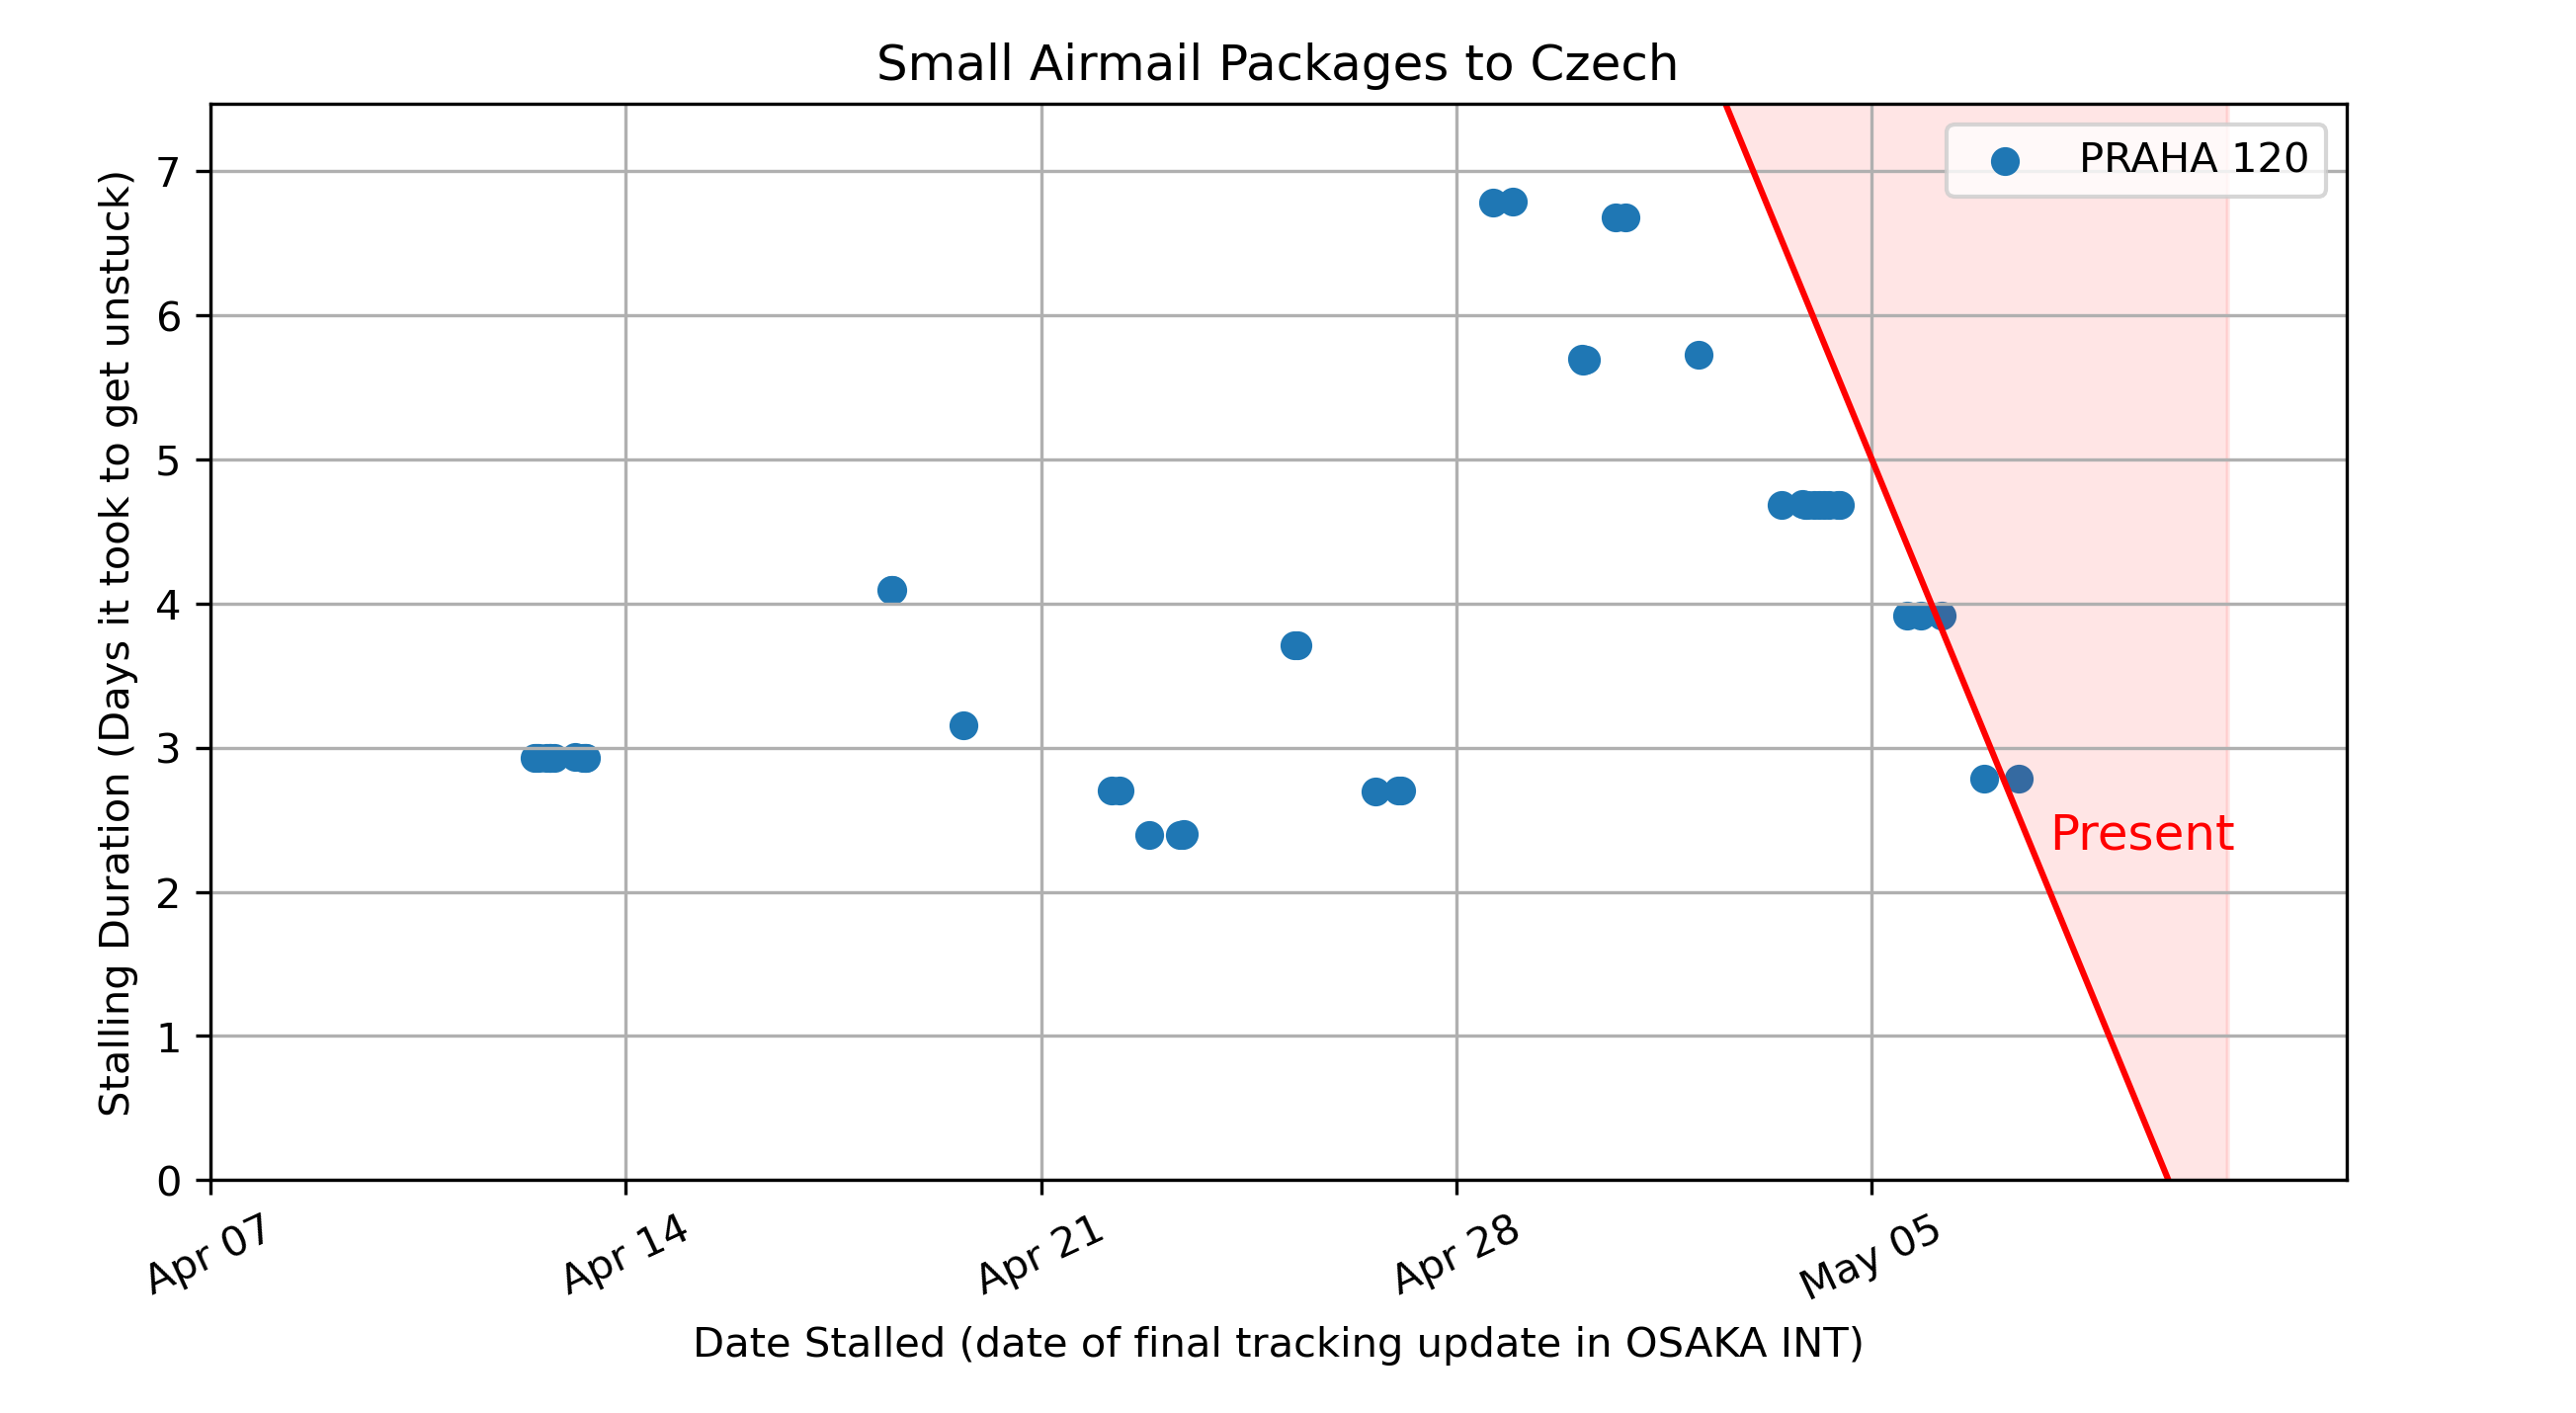 Small Airmail Packages to Czech
PRAHA 120
Stalling Duration (Days it took to get unstuck)
7
6
5
4
3
2
1
0
Present
Apr 07
Apr 14
Apr 21
Apr 28
May 05
Date Stalled (date of final tracking update in OSAKA INT)